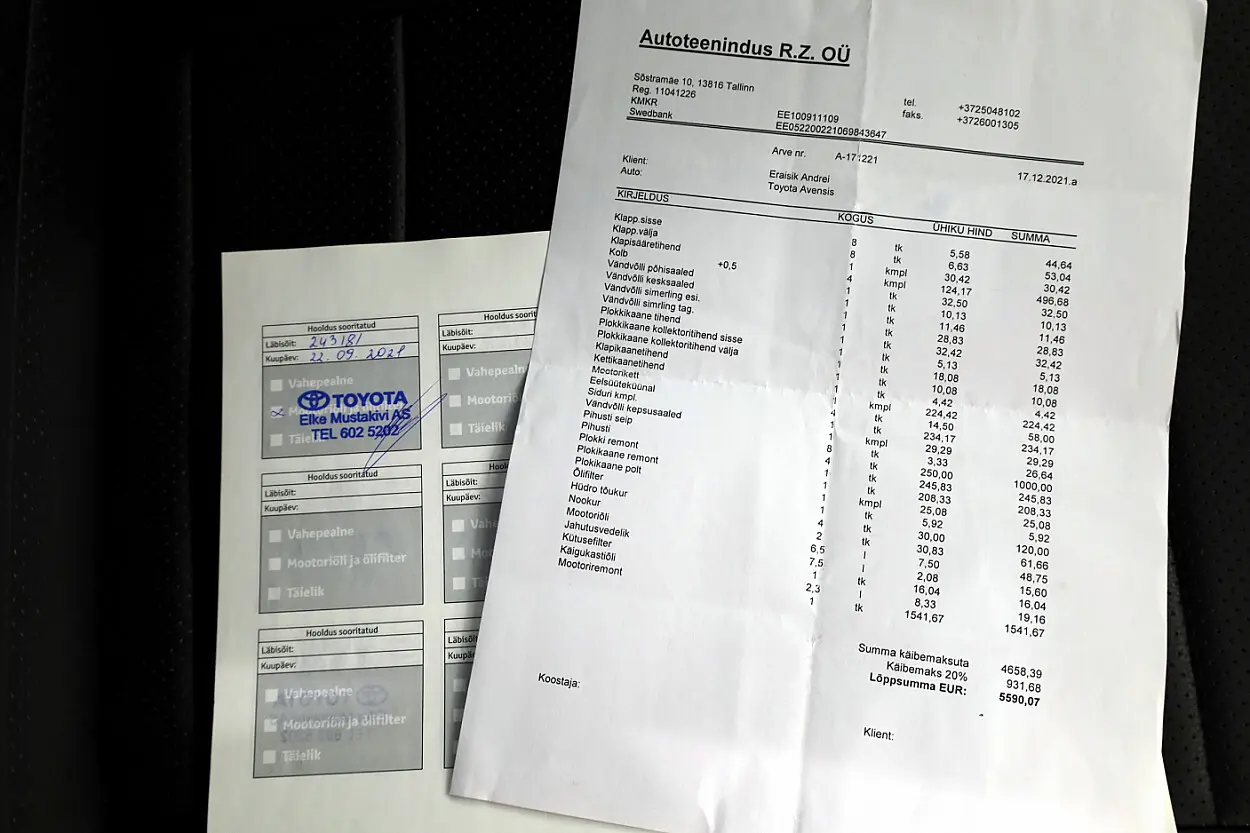 Autoteenindus R.Z. OÜ
Sõstramäe 10, 13816 Tallinn
Reg. 11041226
KMKR EE100911109
Swedbank EE052200221069843647
tel. +3725048102
faks. +3726001305
Arve nr. A-171221
17.12.2021.a
Klient: Eraisik Andrei
Auto: Toyota Avensis
KIRJELDUS KOGUS ÜHIKU HIND SUMMA
Klapp.sisse 8 tk 5,58 44,64
Klapp.välja 8 tk 6,63 53,04
Klapisääretihend 1 kmpl 30,42 30,42
Kolb +0,5 4 kmpl 124,17 496,68
Vändvõlli põhisaaled 1 tk 32,50 32,50
Vändvõlli kesksaaled 1 tk 10,13 10,13
Vändvõlli simerling esi. 1 tk 11,46 11,46
Vändvõlli simrling tag. 1 tk 28,83 28,83
Plokkikaane tihend 1 tk 32,42 32,42
Plokkikaane kollektoritihend sisse 1 tk 5,13 5,13
Plokkikaane kollektoritihend välja 1 tk 18,08 18,08
Klapikaanetihend 1 tk 10,08 10,08
Kettikaanetihend 1 tk 4,42 4,42
Mootorikett 1 kmpl 224,42 224,42
Eelsüüteküünal 4 tk 14,50 58,00
Siduri kmpl. 1 tk 234,17 234,17
Vändvõlli kepsusaaled 1 kmpl 29,29 29,29
Pihusti seip 8 tk 3,33 26,64
Pihusti 4 tk 250,00 1000,00
Plokki remont 1 tk 245,83 245,83
Plokikaane remont 1 tk 208,33 208,33
Plokikaane polt 1 kmpl 25,08 25,08
Õlifilter 1 tk 5,92 5,92
Hüdro tõukur 4 tk 30,00 120,00
Nookur 2 tk 30,83 61,66
Mootoriõli 6,5 l 7,50 48,75
Jahutusvedelik 7,5 l 2,08 15,60
Kütusefilter 1 tk 16,04 16,04
Käigukastiõli 2,3 l 8,33 19,16
Mootoriremont 1 tk 1541,67 1541,67
Summa käibemaksuta 4658,39
Käibemaks 20% 931,68
Lõppsumma EUR: 5590,07
Koostaja:
Klient:
Hooldus sooritatud
Läbisõit: 243181
Kuupäev: 22.09.2021
Vahepealne
Täielik
TOYOTA
Elke Mustakivi AS
TEL 602 5202
Hooldus
Läbisõit:
Kuupäev:
Vahepealne
Täielik
Hooldus sooritatud
Läbisõit:
Kuupäev:
Vahepealne
Mootoriõli ja õlifilter
Täielik
Läbisõit:
Kuupäev:
Hooldus sooritatud
Läbisõit:
Kuupäev:
Vahepealne
Mootoriõli ja õlifilter
Täielik